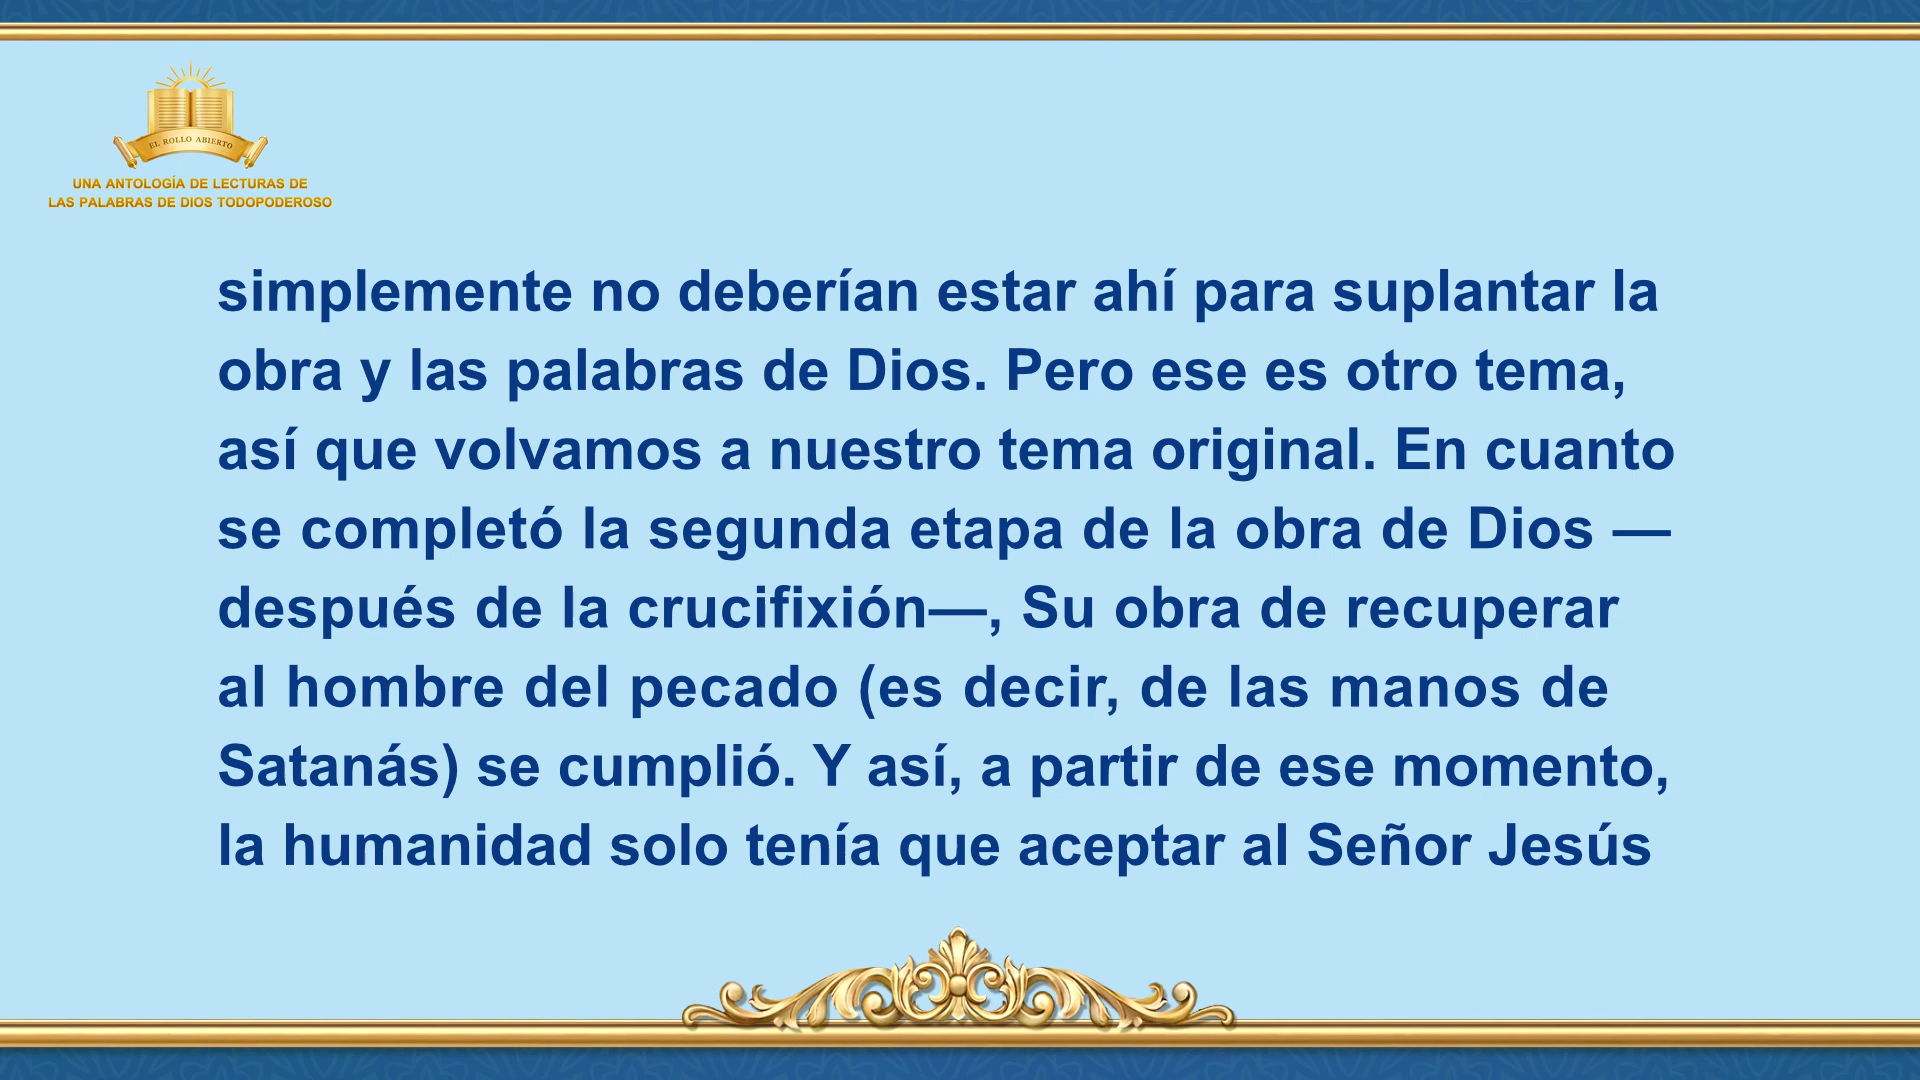 EL ROLLO ABIERTO
UNA ANTOLOGÍA DE LECTURAS DE
LAS PALABRAS DE DIOS TODOPODEROSO
simplemente no deberían estar ahí para suplantar la
obra y las palabras de Dios. Pero ese es otro tema,
así que volvamos a nuestro tema original. En cuanto
se completó la segunda etapa de la obra de Dios —
después de la crucifixión—, Su obra de recuperar
al hombre del pecado (es decir, de las manos de
Satanás) se cumplió. Y así, a partir de ese momento,
la humanidad solo tenía que aceptar al Señor Jesús